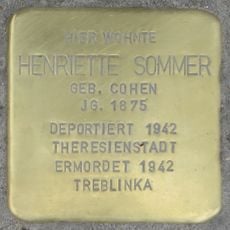 HIER WOHNTE
HENRIETTE SOMMER
GEB. COHEN
JG. 1875
DEPORTIERT 1942
THERESIENSTADT
ERMORDET 1942
TREBLINKA